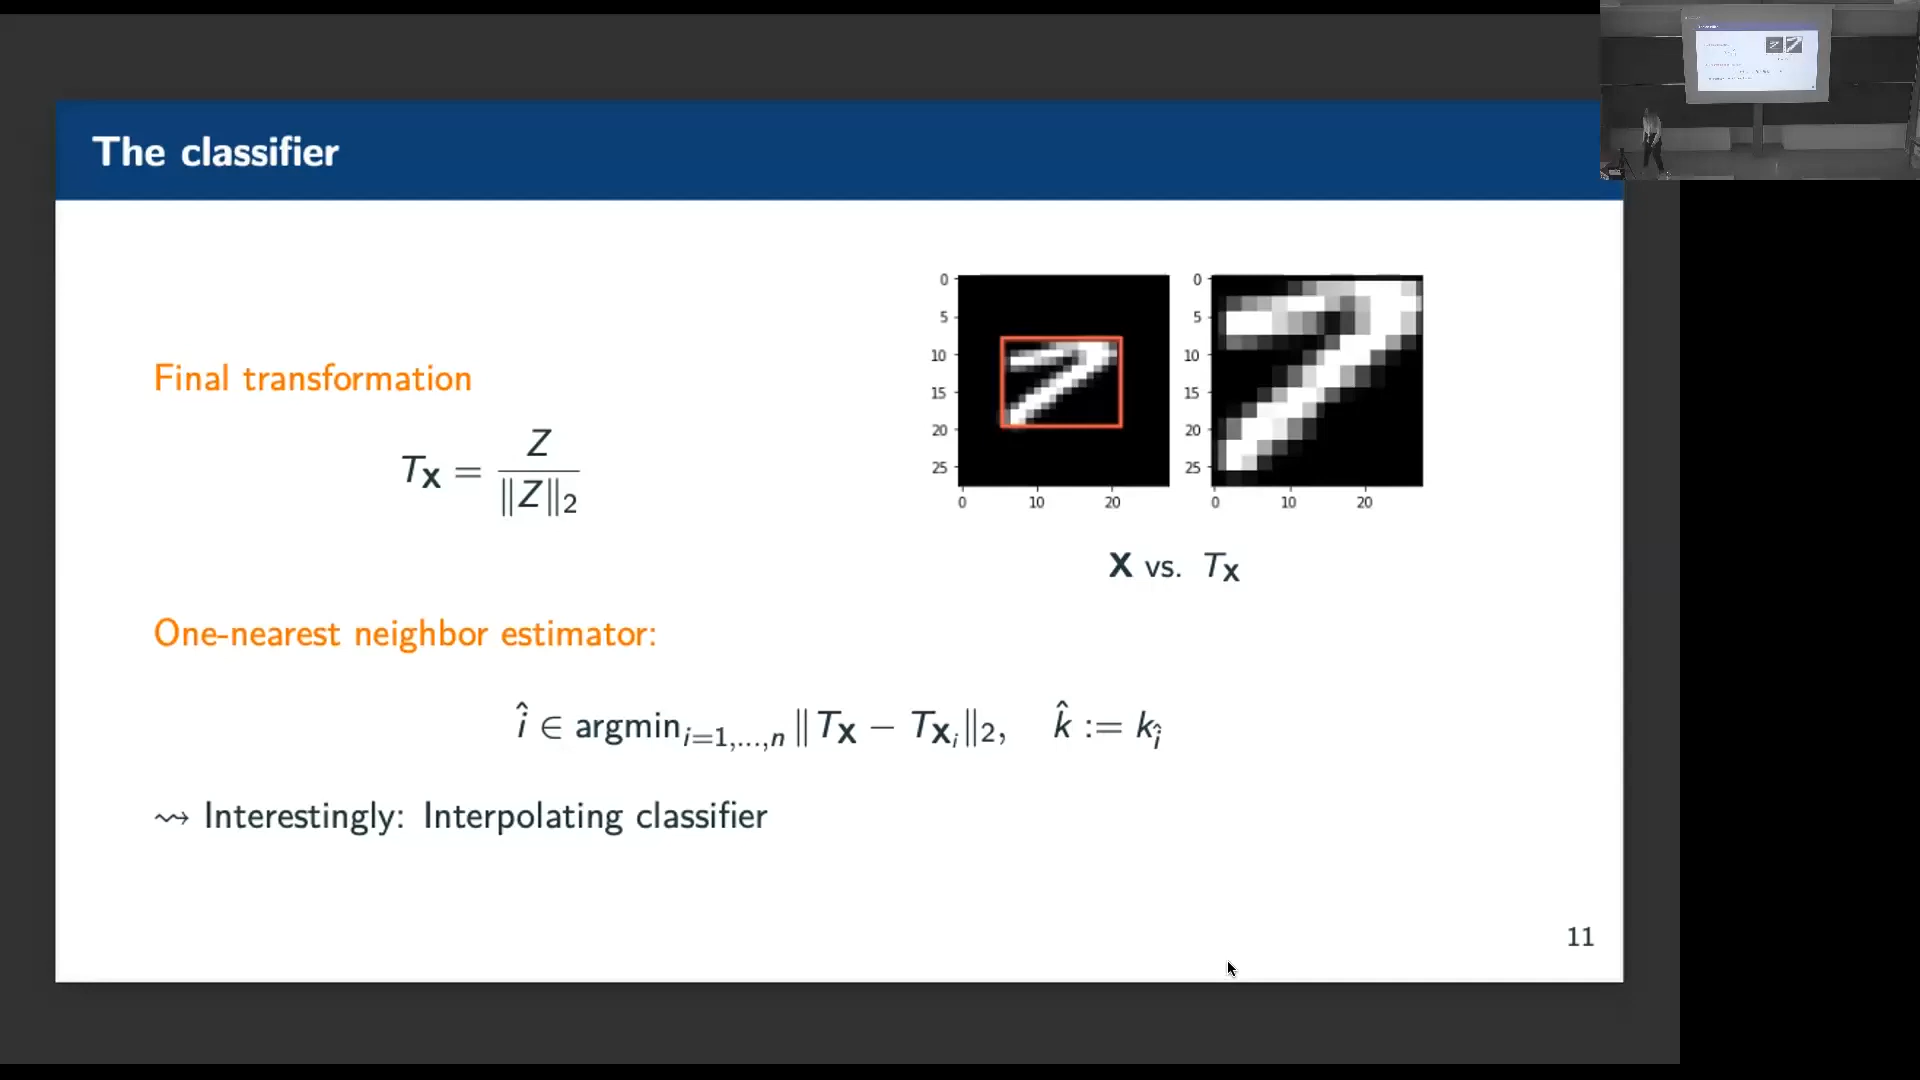 The classifier
Final transformation
T_X = Z / ‖Z‖₂
0
5
10
15
20
25
0 10 20
0
5
10
15
20
25
0 10 20
X vs. T_X
One-nearest neighbor estimator:
î ∈ argmin_{i=1,...,n} ‖T_X − T_{X_i}‖₂, k̂ := k_î
⇝ Interestingly: Interpolating classifier
11